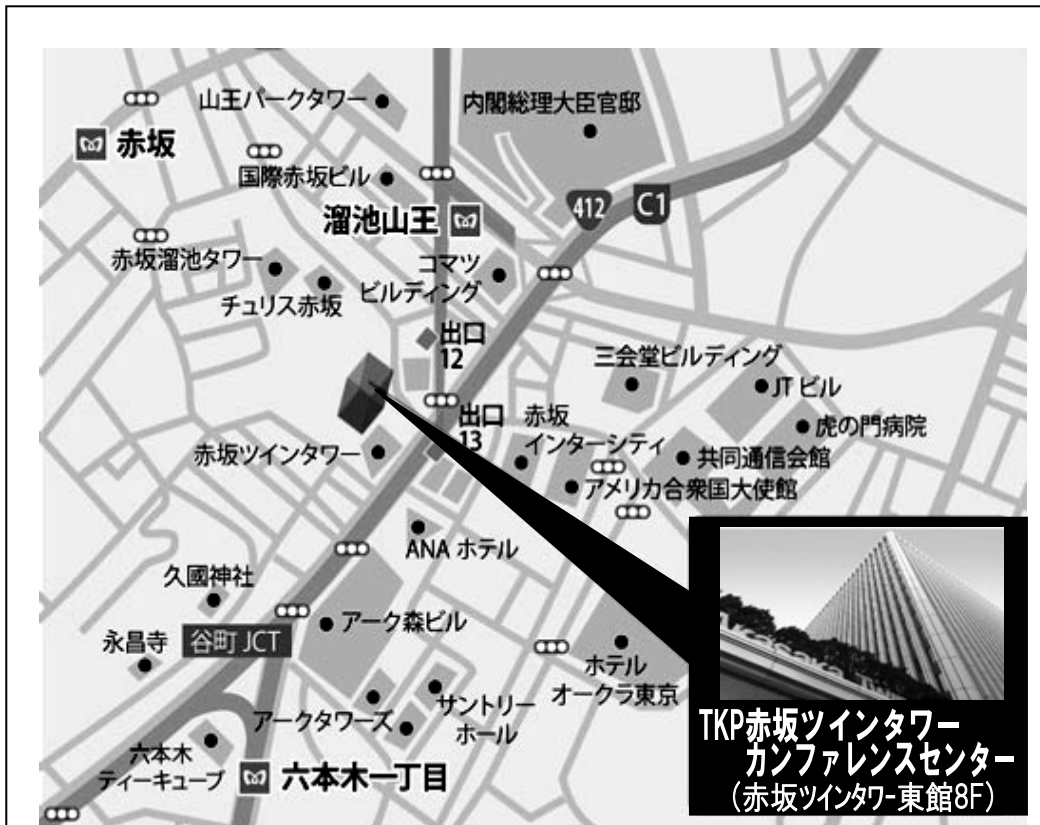 山王パークタワー
内閣総理大臣官邸
赤坂
国際赤坂ビル
溜池山王
412
C1
赤坂溜池タワー
チュリス赤坂
コマツ
ビルディング
出口
12
三会堂ビルディング
JT ビル
出口
13
赤坂
インターシティ
虎の門病院
赤坂ツインタワー
共同通信会館
アメリカ合衆国大使館
ANA ホテル
久國神社
アーク森ビル
永昌寺
谷町 JCT
ホテル
オークラ東京
サントリー
ホール
アークタワーズ
六本木
ティーキューブ
六本木一丁目
TKP赤坂ツインタワー
カンファレンスセンター
(赤坂ツインタワー東館8F)